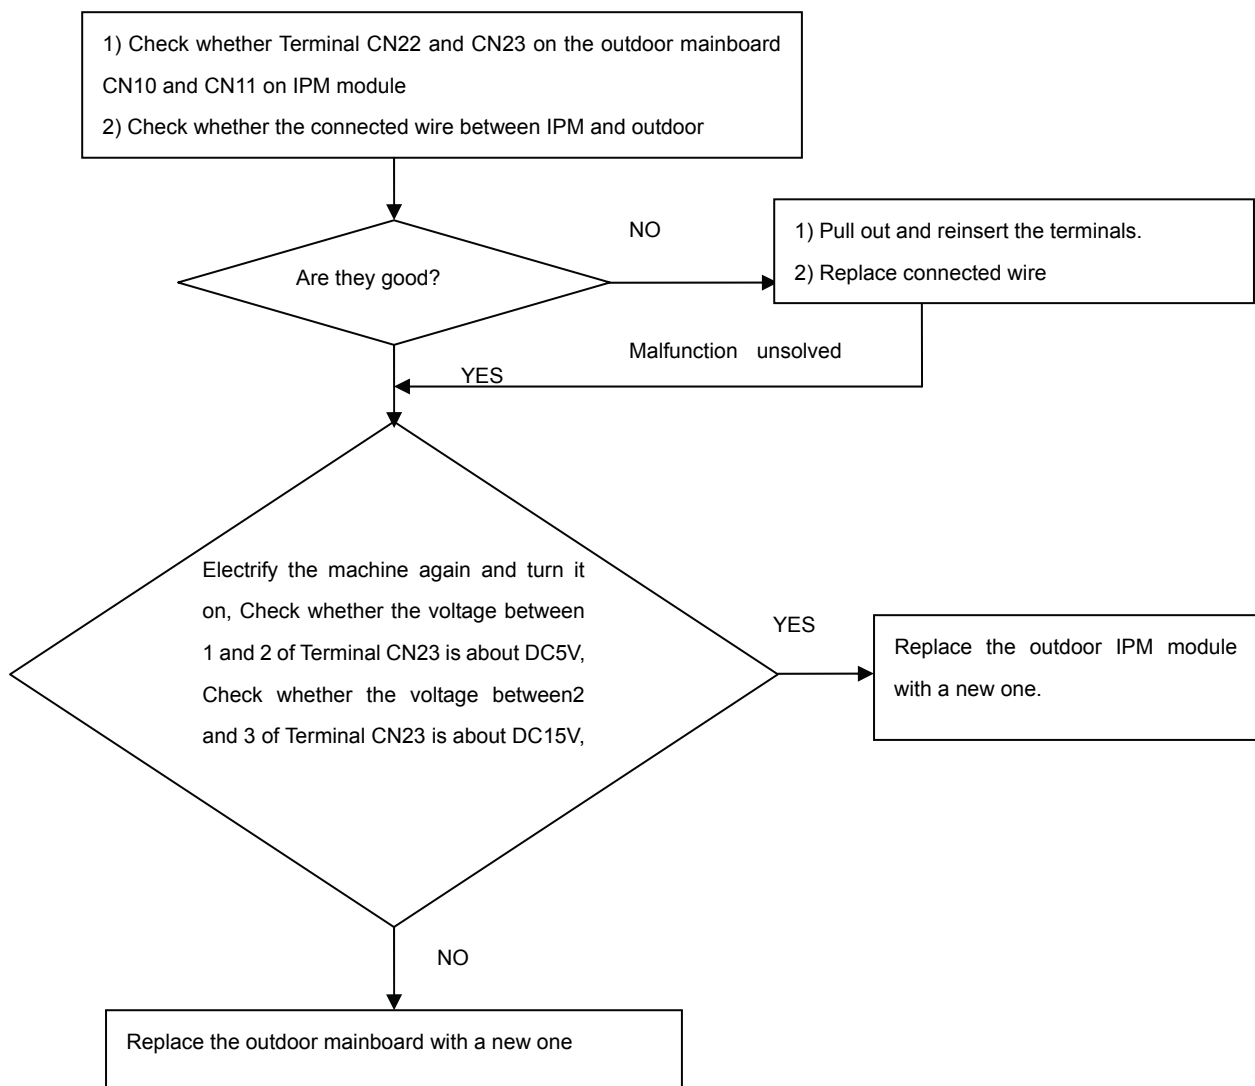 1) Check whether Terminal CN22 and CN23 on the outdoor mainboard
CN10 and CN11 on IPM module
2) Check whether the connected wire between IPM and outdoor
NO
1) Pull out and reinsert the terminals.
2) Replace connected wire
Are they good?
Malfunction unsolved
YES
Electrify the machine again and turn it
on, Check whether the voltage between
1 and 2 of Terminal CN23 is about DC5V,
Check whether the voltage between2
and 3 of Terminal CN23 is about DC15V,
YES
Replace the outdoor IPM module
with a new one.
NO
Replace the outdoor mainboard with a new one